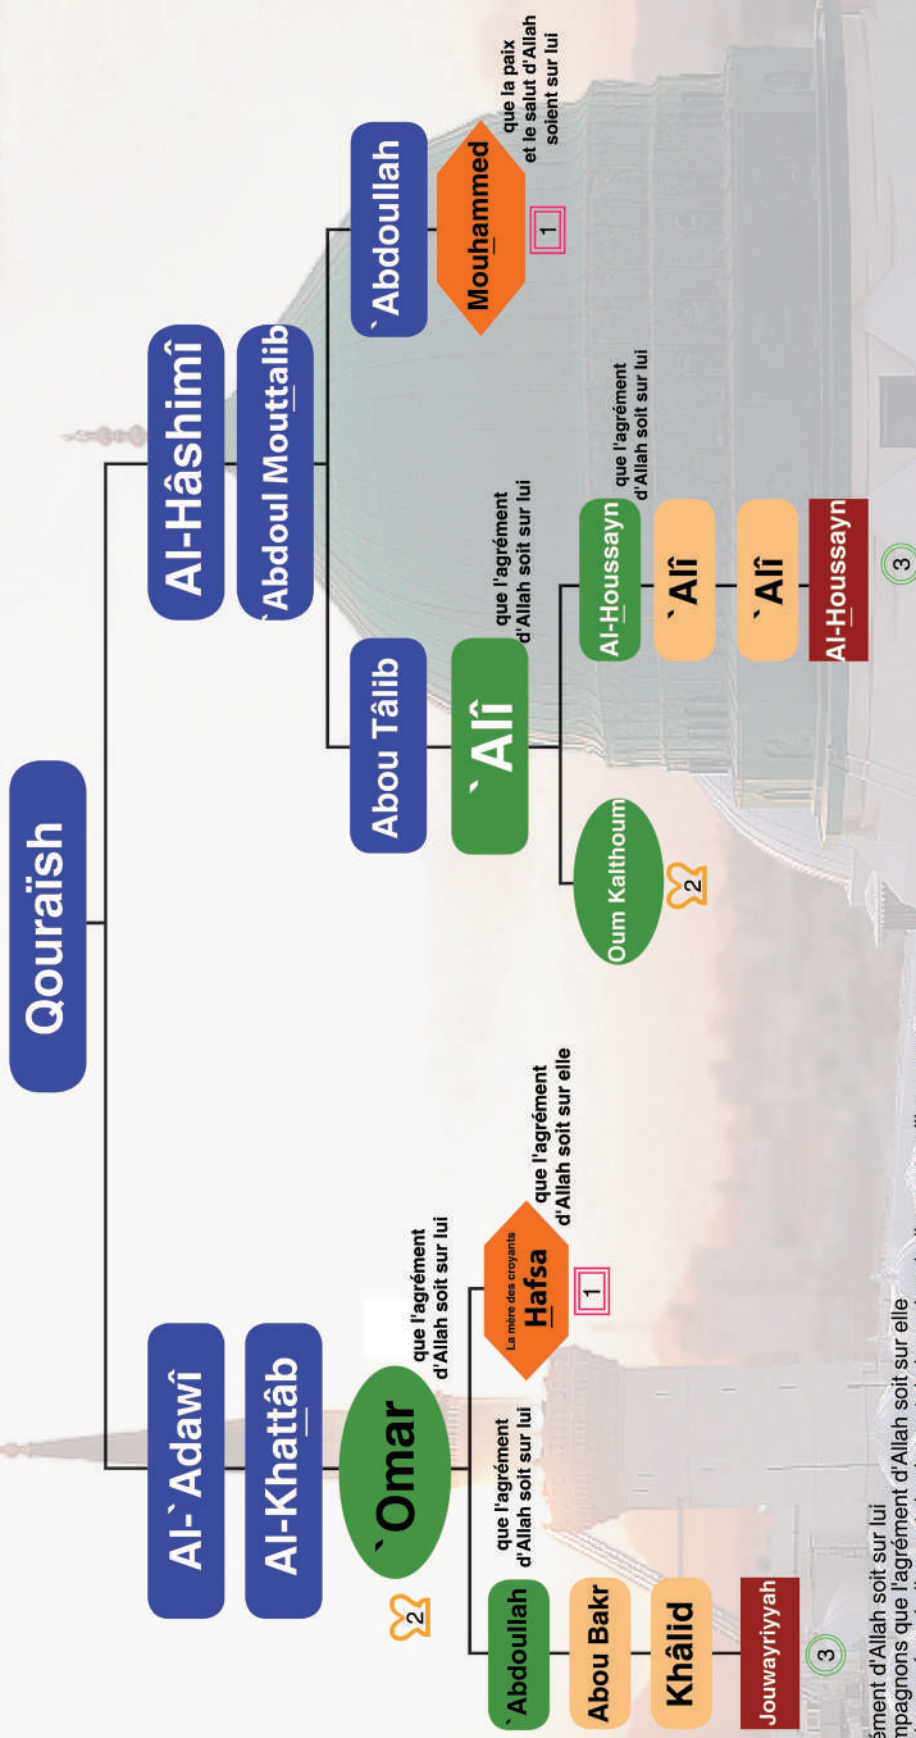 Qouraïsh
Al-`Adawî
Al-Hâshimî
Al-Khattâb
`Abdoul Mouttalib
`Omar
que l'agrément
d'Allah soit sur lui
2
Abou Tâlib
`Abdoullah
`Abdoullah
que l'agrément
d'Allah soit sur lui
La mère des croyants
Hafsa
que l'agrément
d'Allah soit sur elle
1
`Alî
que l'agrément
d'Allah soit sur lui
Mouhammed
que la paix
et le salut d'Allah
soient sur lui
1
Abou Bakr
Khâlid
Jouwayriyyah
3
Oum Kalthoum
2
Al-Houssayn
que l'agrément
d'Allah soit sur lui
`Alî
`Alî
Al-Houssayn
3
ément d'Allah soit sur lui
mpagnons que l'agrément d'Allah soit sur elle